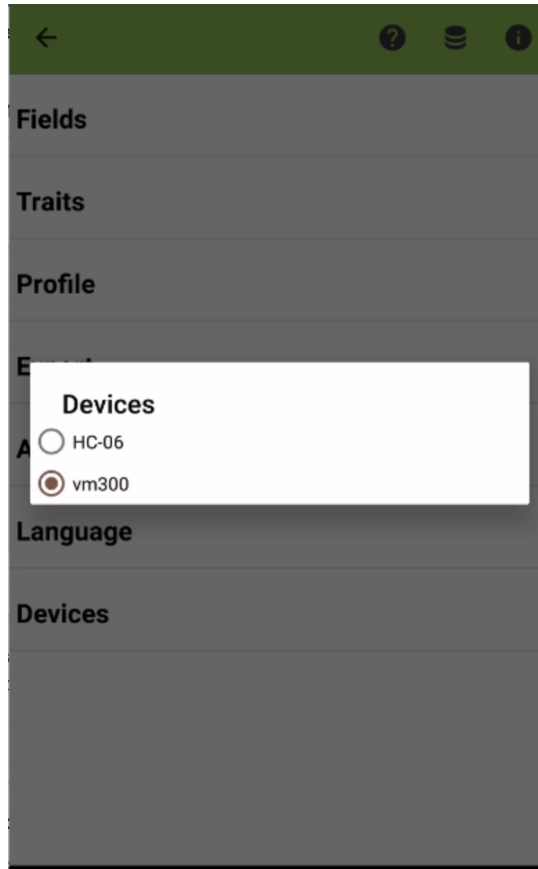 Fields
Traits
Profile
Devices
HC-06
vm300
Language
Devices